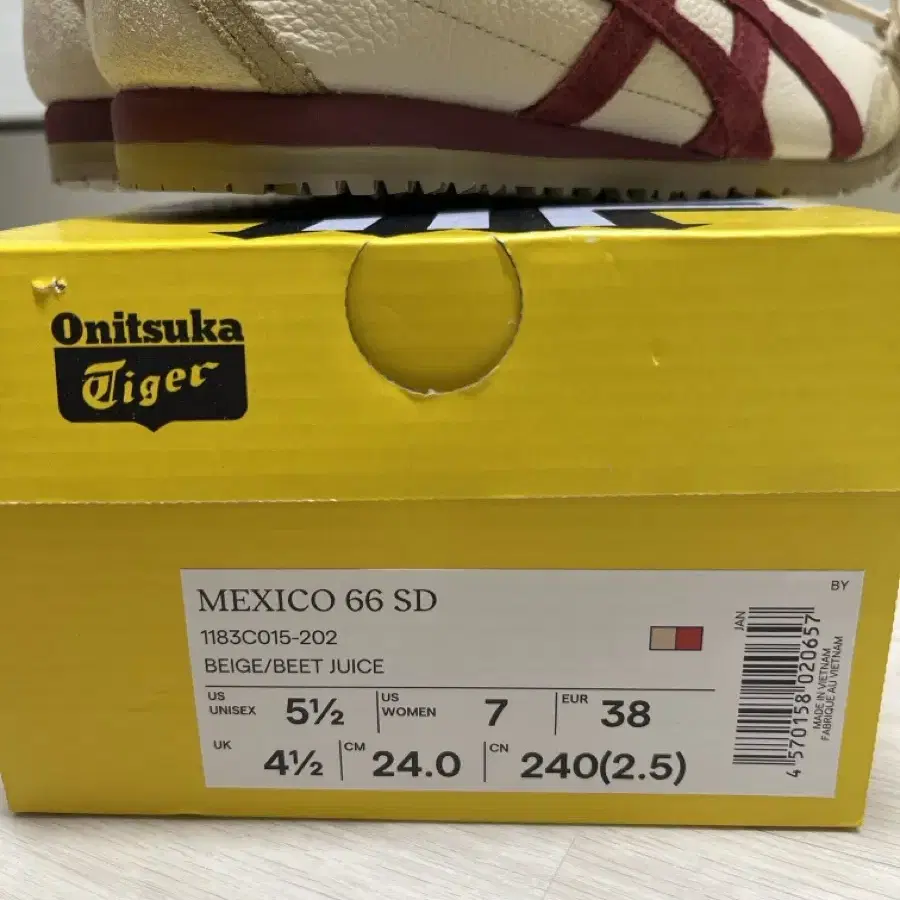 Onitsuka
Tiger
MEXICO 66 SD
BY
1183C015-202
BEIGE/BEET JUICE
JAN
US UNISEX 5½ US WOMEN 7 EUR 38
UK 4½ CM 24.0 CN 240(2.5)
4 570158 020657
MADE IN VIETNAM
FABRIQUE AU VIETNAM